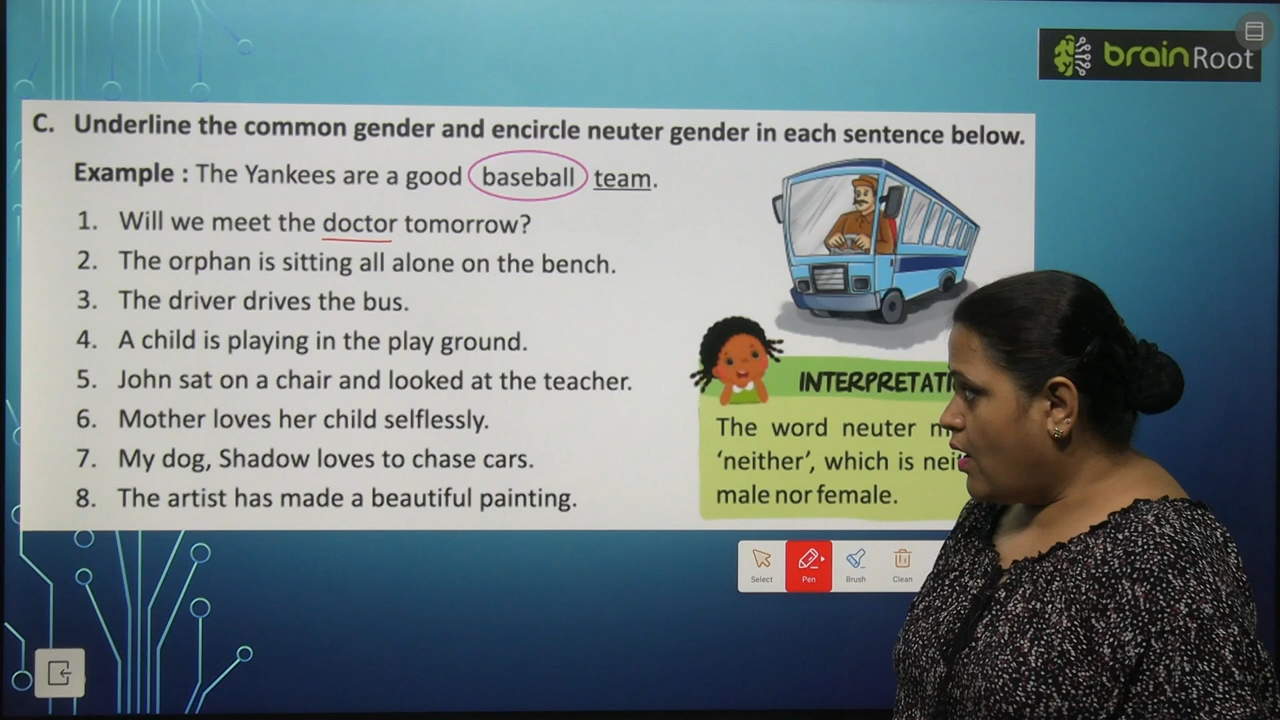 brainRoot
C. Underline the common gender and encircle neuter gender in each sentence below.
Example : The Yankees are a good baseball team.
1. Will we meet the doctor tomorrow?
2. The orphan is sitting all alone on the bench.
3. The driver drives the bus.
4. A child is playing in the play ground.
5. John sat on a chair and looked at the teacher.
6. Mother loves her child selflessly.
7. My dog, Shadow loves to chase cars.
8. The artist has made a beautiful painting.
The word neuter
'neither', which is
male nor female.
Select Pen Brush Clean